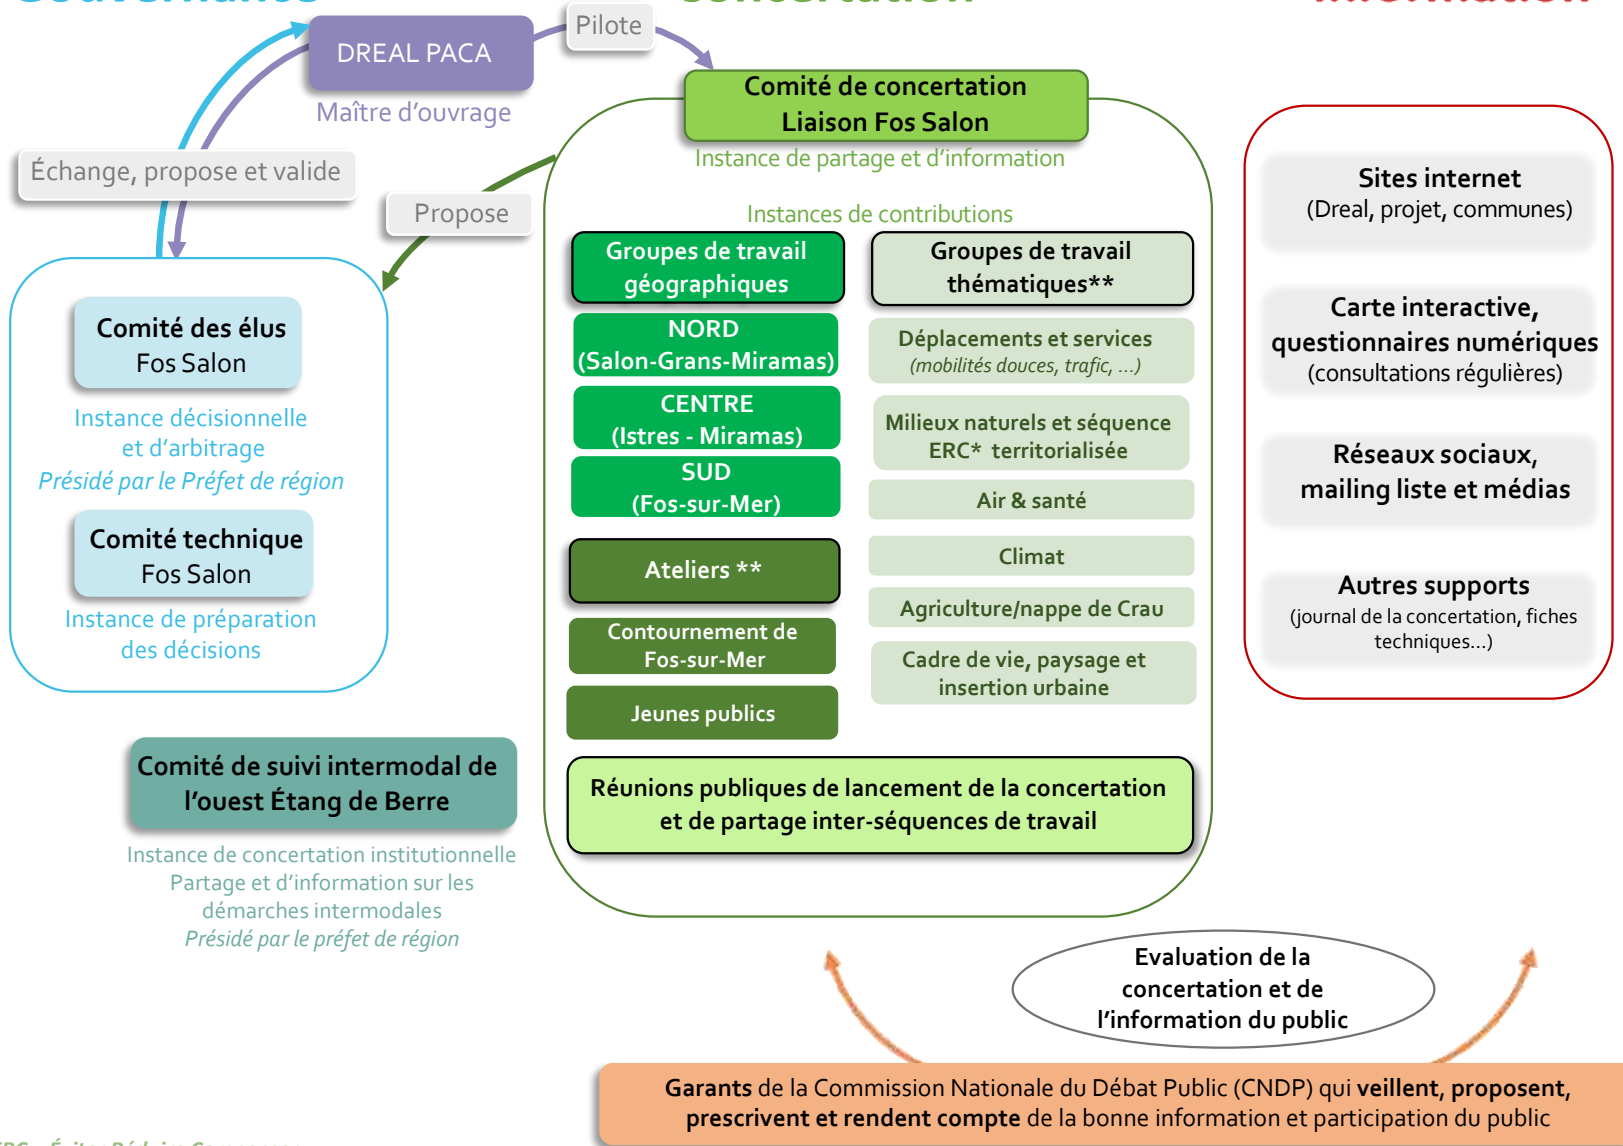 Gouvernance
Concertation
Information
DREAL PACA
Maître d'ouvrage
Pilote
Échange, propose et valide
Propose
Comité des élus
Fos Salon
Instance décisionnelle
et d'arbitrage
Présidé par le Préfet de région
Comité technique
Fos Salon
Instance de préparation
des décisions
Comité de suivi intermodal de
l'ouest Étang de Berre
Instance de concertation institutionnelle
Partage et d'information sur les
démarches intermodales
Présidé par le préfet de région
Comité de concertation
Liaison Fos Salon
Instance de partage et d'information
Instances de contributions
Groupes de travail
géographiques
NORD
(Salon-Grans-Miramas)
CENTRE
(Istres - Miramas)
SUD
(Fos-sur-Mer)
Ateliers **
Contournement de
Fos-sur-Mer
Jeunes publics
Groupes de travail
thématiques**
Déplacements et services
(mobilités douces, trafic, ...)
Milieux naturels et séquence
ERC* territorialisée
Air & santé
Climat
Agriculture/nappe de Crau
Cadre de vie, paysage et
insertion urbaine
Réunions publiques de lancement de la concertation
et de partage inter-séquences de travail
Sites internet
(Dreal, projet, communes)
Carte interactive,
questionnaires numériques
(consultations régulières)
Réseaux sociaux,
mailing liste et médias
Autres supports
(journal de la concertation, fiches
techniques...)
Evaluation de la
concertation et de
l'information du public
Garants de la Commission Nationale du Débat Public (CNDP) qui veillent, proposent,
prescrivent et rendent compte de la bonne information et participation du public